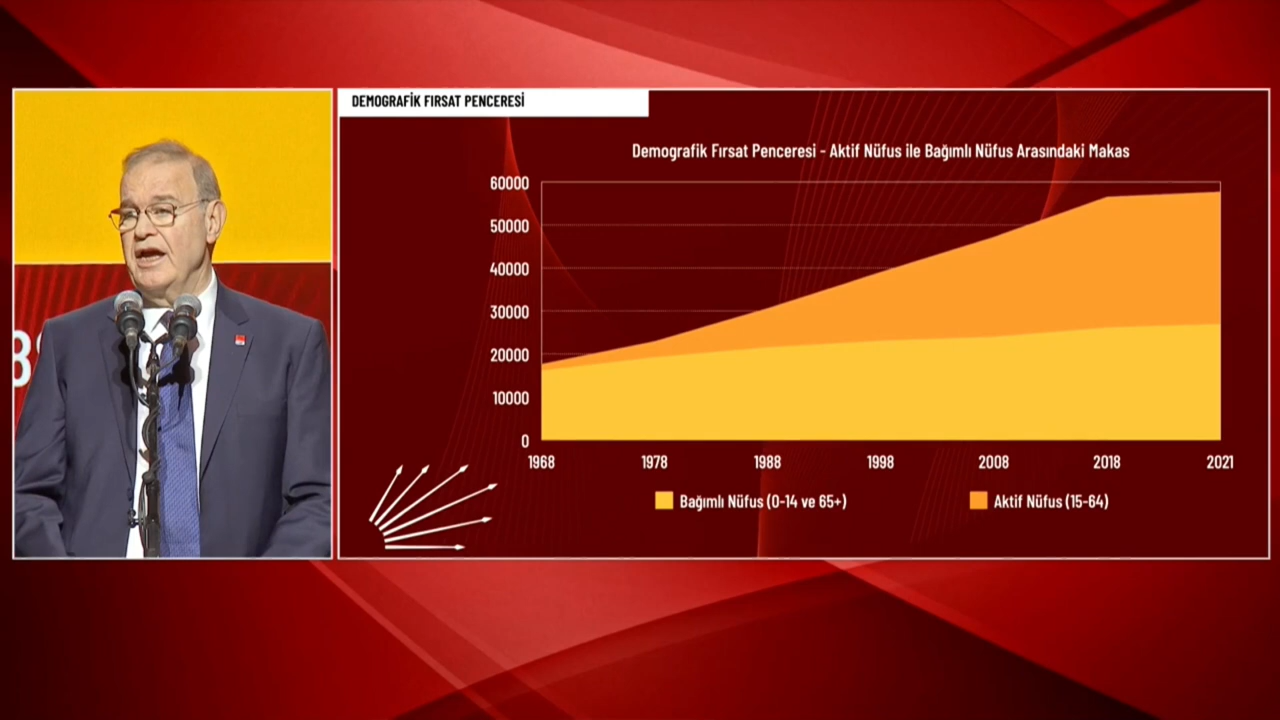 DEMOGRAFİK FIRSAT PENCERESİ
Demografik Fırsat Penceresi - Aktif Nüfus ile Bağımlı Nüfus Arasındaki Makas
60000
50000
40000
30000
20000
10000
0
1968 1978 1988 1998 2008 2018 2021
Bağımlı Nüfus (0-14 ve 65+) Aktif Nüfus (15-64)